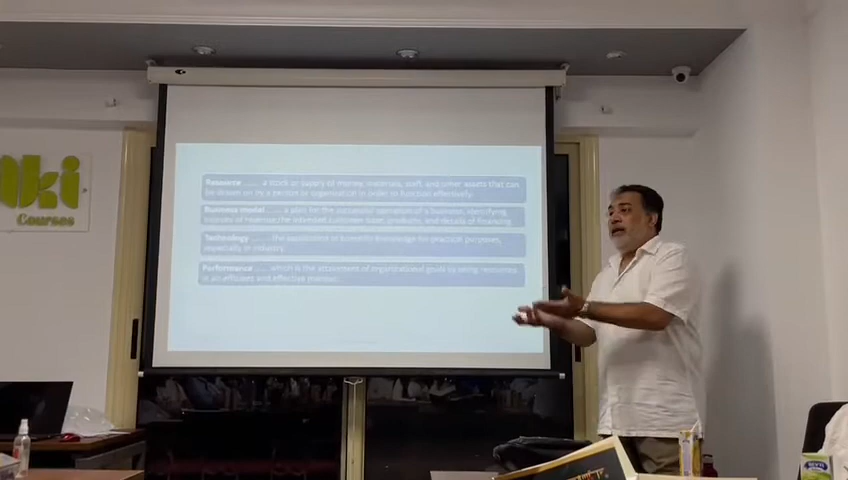 ki
Courses
Resource ..... a stock or supply of money, materials, staff, and other assets that can
be drawn on by a person or organization in order to function effectively.
Business model ..... a plan for the successful operation of a business, identifying
sources of revenue, the intended customer base, products, and details of financing.
Technology ..... the application of scientific knowledge for practical purposes,
especially in industry.
Performance ..... which is the attainment of organizational goals by using resources
in an efficient and effective manner.